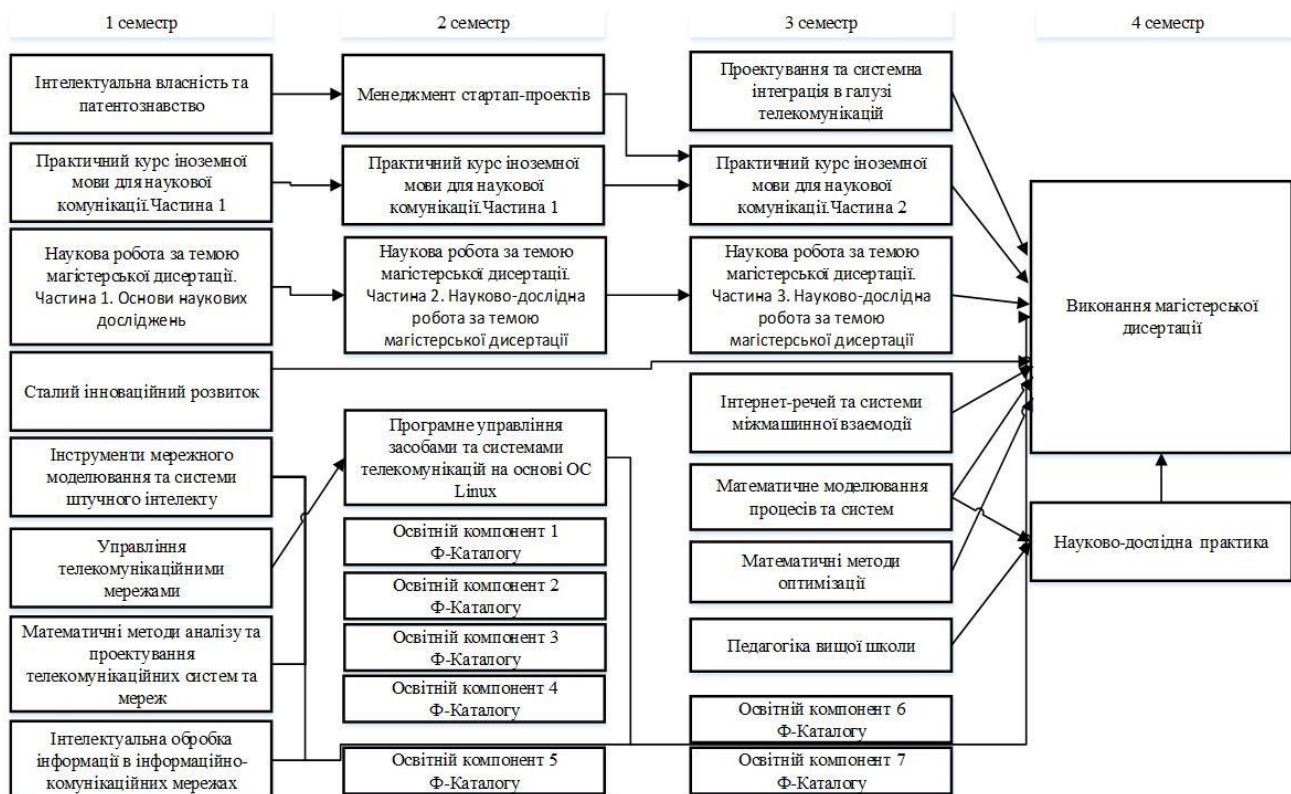 1 семестр
2 семестр
3 семестр
4 семестр
Інтелектуальна власність та
патентознавство
Практичний курс іноземної
мови для наукової
комунікації.Частина 1
Наукова робота за темою
магістерської дисертації.
Частина 1. Основи наукових
досліджень
Сталий інноваційний розвиток
Інструменти мережного
моделювання та системи
штучного інтелекту
Управління
телекомунікаційними
мережами
Математичні методи аналізу та
проектування
телекомунікаційних систем та
мереж
Інтелектуальна обробка
інформації в інформаційно-
комунікаційних мережах
Менеджмент стартап-проектів
Практичний курс іноземної
мови для наукової
комунікації.Частина 1
Наукова робота за темою
магістерської дисертації.
Частина 2. Науково-дослідна
робота за темою
магістерської дисертації
Програмне управління
засобами та системами
телекомунікацій на основі ОС
Linux
Освітній компонент 1
Ф-Каталогу
Освітній компонент 2
Ф-Каталогу
Освітній компонент 3
Ф-Каталогу
Освітній компонент 4
Ф-Каталогу
Освітній компонент 5
Ф-Каталогу
Проектування та системна
інтеграція в галузі
телекомунікацій
Практичний курс іноземної
мови для наукової
комунікації.Частина 2
Наукова робота за темою
магістерської дисертації.
Частина 3. Науково-дослідна
робота за темою
магістерської дисертації
Інтернет-речей та системи
міжмашинної взаємодії
Математичне моделювання
процесів та систем
Математичні методи
оптимізації
Педагогіка вищої школи
Освітній компонент 6
Ф-Каталогу
Освітній компонент 7
Ф-Каталогу
Виконання магістерської
дисертації
Науково-дослідна практика